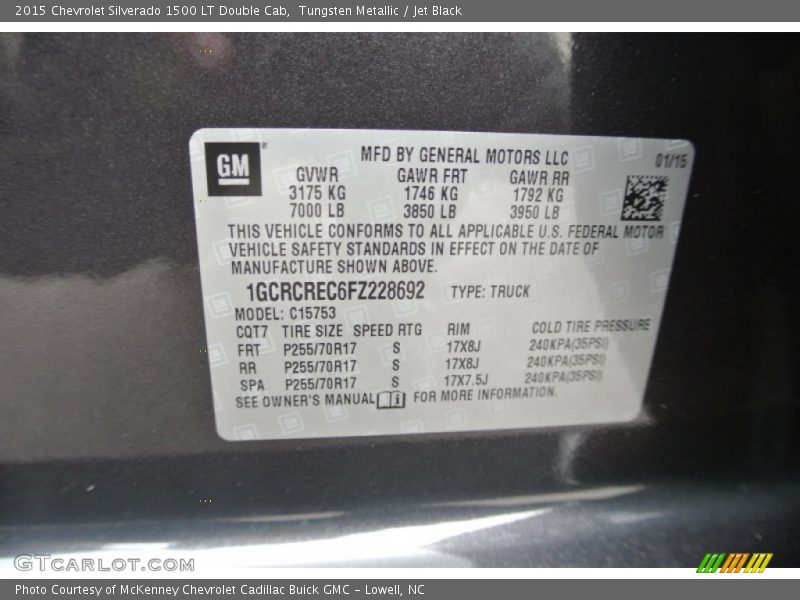 2015 Chevrolet Silverado 1500 LT Double Cab, Tungsten Metallic / Jet Black
GM
MFD BY GENERAL MOTORS LLC
01/15
GVWR GAWR FRT GAWR RR
3175 KG 1746 KG 1792 KG
7000 LB 3850 LB 3950 LB
THIS VEHICLE CONFORMS TO ALL APPLICABLE U.S. FEDERAL MOTOR
VEHICLE SAFETY STANDARDS IN EFFECT ON THE DATE OF
MANUFACTURE SHOWN ABOVE.
1GCRCREC6FZ228692 TYPE: TRUCK
MODEL: C15753
CQT7 TIRE SIZE SPEED RTG RIM COLD TIRE PRESSURE
FRT P255/70R17 S 17X8J 240KPA(35PSI)
RR P255/70R17 S 17X8J 240KPA(35PSI)
SPA P255/70R17 S 17X7.5J 240KPA(35PSI)
SEE OWNER'S MANUAL i FOR MORE INFORMATION.
GTCarLot.com
Photo Courtesy of McKenney Chevrolet Cadillac Buick GMC - Lowell, NC